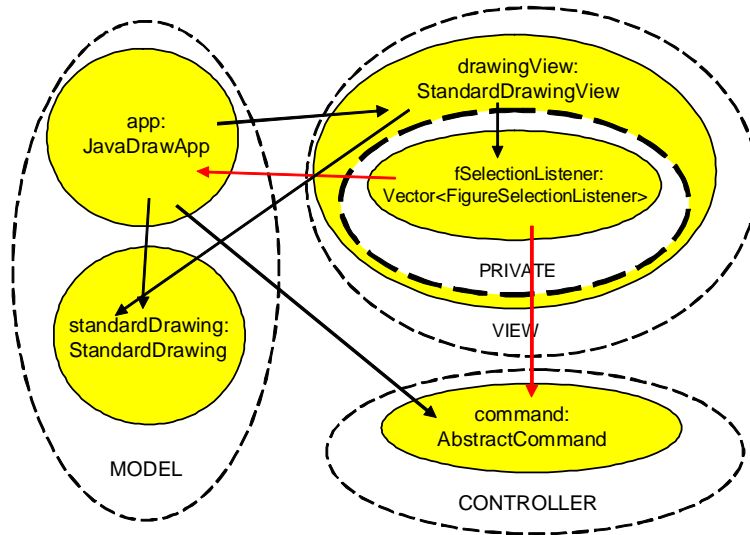 app:
JavaDrawApp
standardDrawing:
StandardDrawing
MODEL
drawingView:
StandardDrawingView
fSelectionListener:
Vector<FigureSelectionListener>
PRIVATE
VIEW
command:
AbstractCommand
CONTROLLER